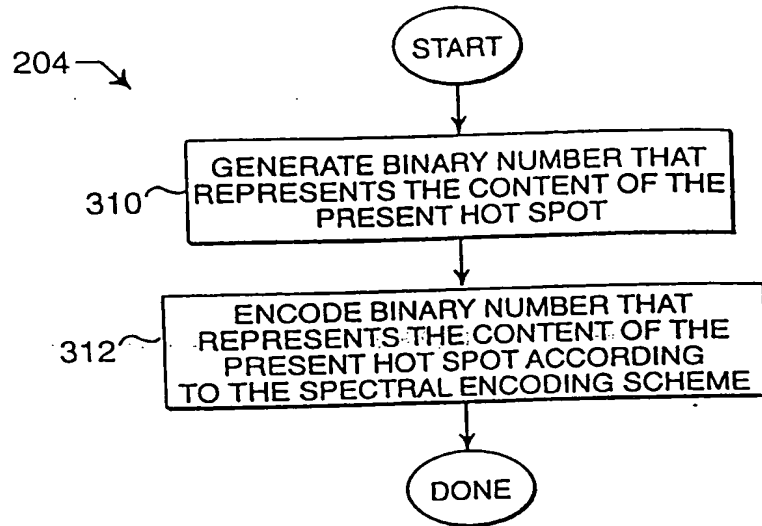 204
START
310
GENERATE BINARY NUMBER THAT
REPRESENTS THE CONTENT OF THE
PRESENT HOT SPOT
312
ENCODE BINARY NUMBER THAT
REPRESENTS THE CONTENT OF THE
PRESENT HOT SPOT ACCORDING
TO THE SPECTRAL ENCODING SCHEME
DONE